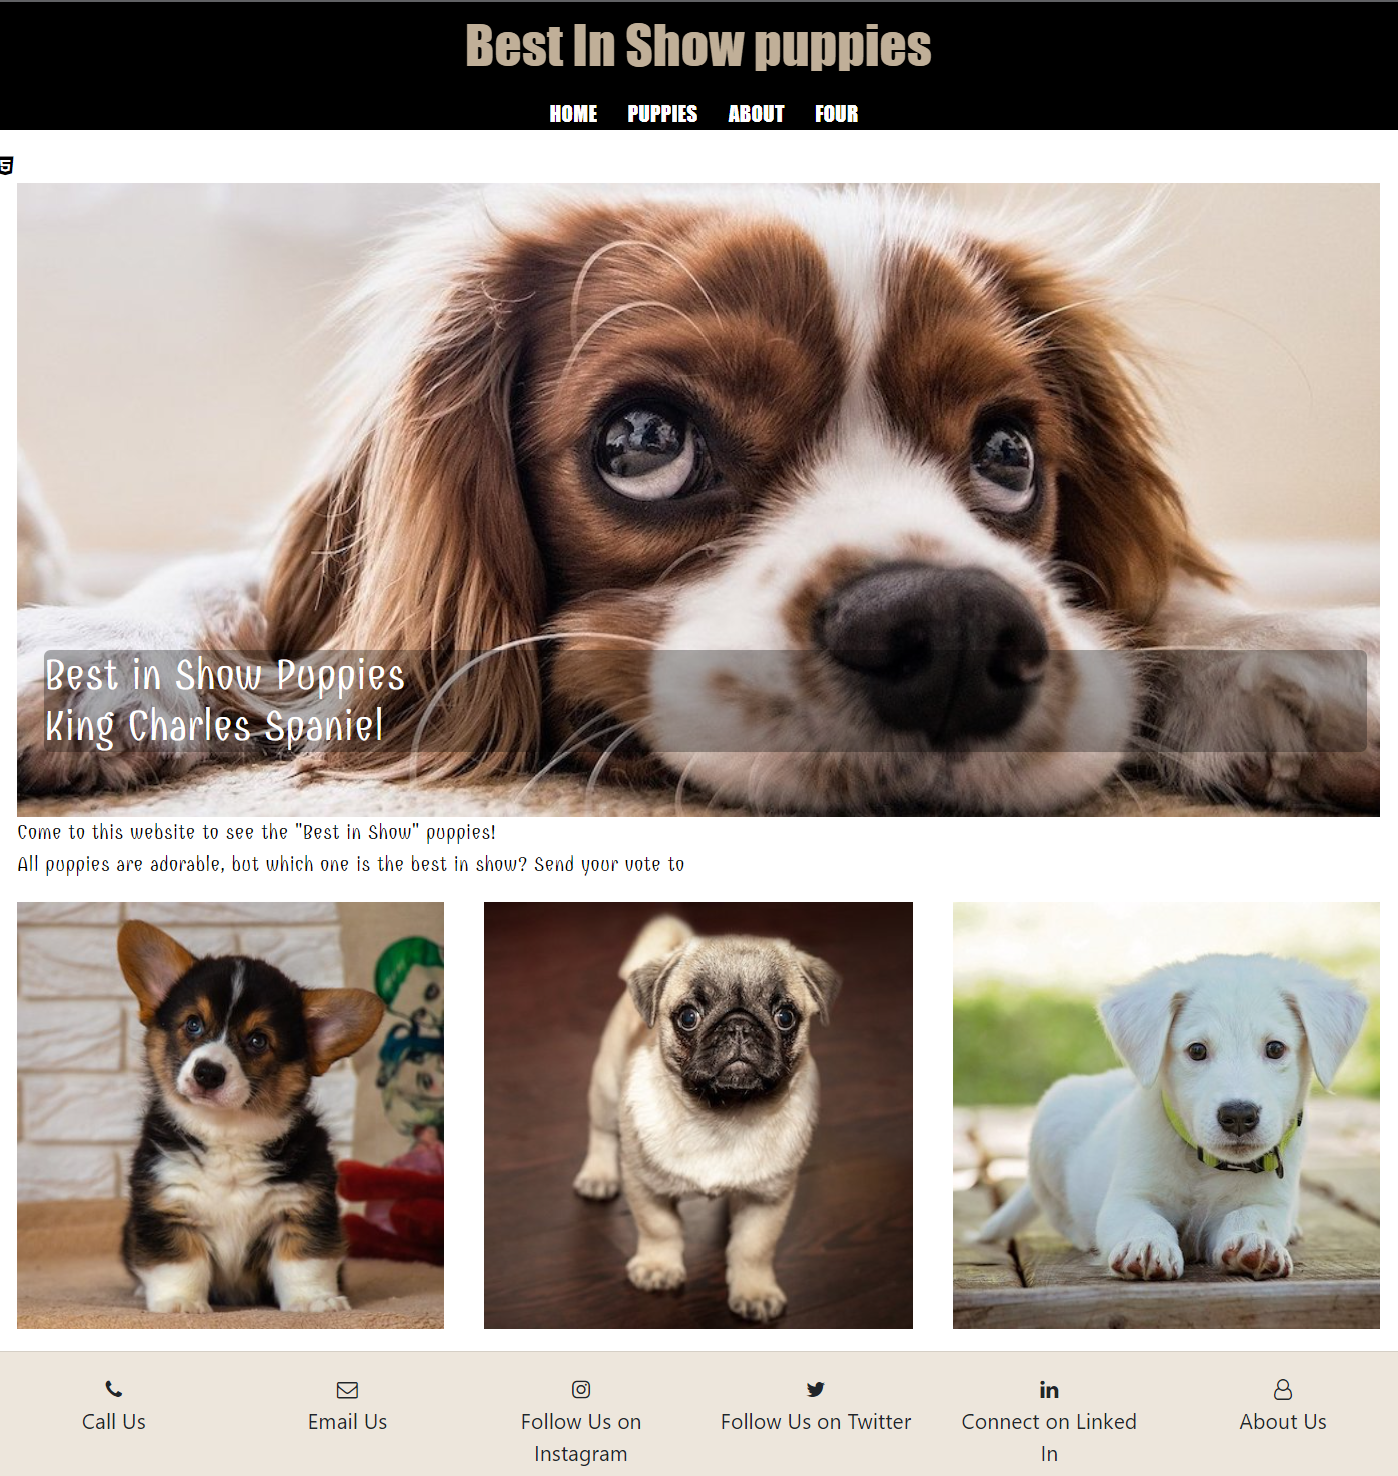 Best In Show puppies
HOME PUPPIES ABOUT FOUR
5
Best in Show Puppies
King Charles Spaniel
Come to this website to see the "Best in Show" puppies!
All puppies are adorable, but which one is the best in show? Send your vote to
Call Us
Email Us
Follow Us on
Instagram
Follow Us on Twitter
Connect on Linked
In
About Us